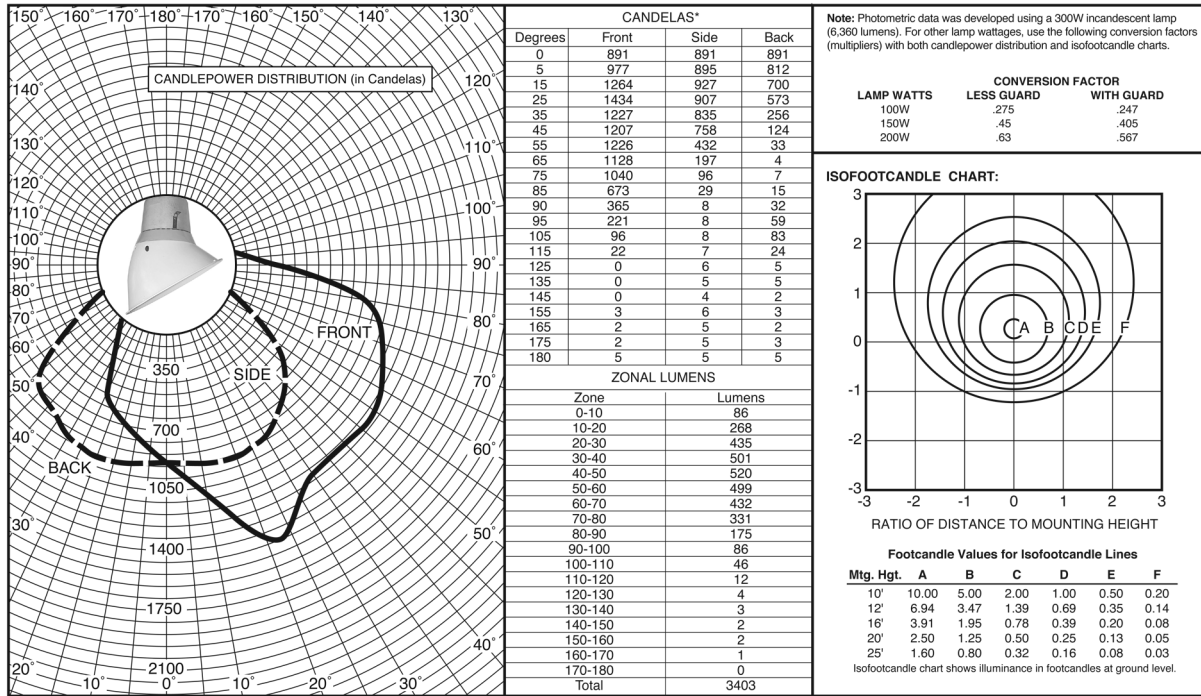 150° 160° 170° 180° 170° 160° 150° 140° 130°
CANDLEPOWER DISTRIBUTION (in Candelas)
140°
130°
120°
110°
100°
90°
80°
70°
60°
50°
40°
30°
20°
10°
0°
10°
20°
30°
120°
110°
100°
90°
80°
70°
60°
50°
40°
FRONT
SIDE
BACK
350
700
1050
1400
1750
2100
CANDELAS*
Degrees Front Side Back
0 891 891 891
5 977 895 812
15 1264 927 700
25 1434 907 573
35 1227 835 256
45 1207 758 124
55 1226 432 33
65 1128 197 4
75 1040 96 7
85 673 29 15
90 365 8 32
95 221 8 59
105 96 8 83
115 22 7 24
125 0 6 5
135 0 5 5
145 0 4 2
155 3 6 3
165 2 5 2
175 2 5 3
180 5 5 5
ZONAL LUMENS
Zone Lumens
0-10 86
10-20 268
20-30 435
30-40 501
40-50 520
50-60 499
60-70 432
70-80 331
80-90 175
90-100 86
100-110 46
110-120 12
120-130 4
130-140 3
140-150 2
150-160 2
160-170 1
170-180 0
Total 3403
Note: Photometric data was developed using a 300W incandescent lamp
(6,360 lumens). For other lamp wattages, use the following conversion factors
(multipliers) with both candlepower distribution and isofootcandle charts.
CONVERSION FACTOR
LAMP WATTS LESS GUARD WITH GUARD
100W .275 .247
150W .45 .405
200W .63 .567
ISOFOOTCANDLE CHART:
3
2
1
0
-1
-2
-3
A B C D E F
-3 -2 -1 0 1 2 3
RATIO OF DISTANCE TO MOUNTING HEIGHT
Footcandle Values for Isofootcandle Lines
Mtg. Hgt. A B C D E F
10' 10.00 5.00 2.00 1.00 0.50 0.20
12' 6.94 3.47 1.39 0.69 0.35 0.14
16' 3.91 1.95 0.78 0.39 0.20 0.08
20' 2.50 1.25 0.50 0.25 0.13 0.05
25' 1.60 0.80 0.32 0.16 0.08 0.03
Isofootcandle chart shows illuminance in footcandles at ground level.